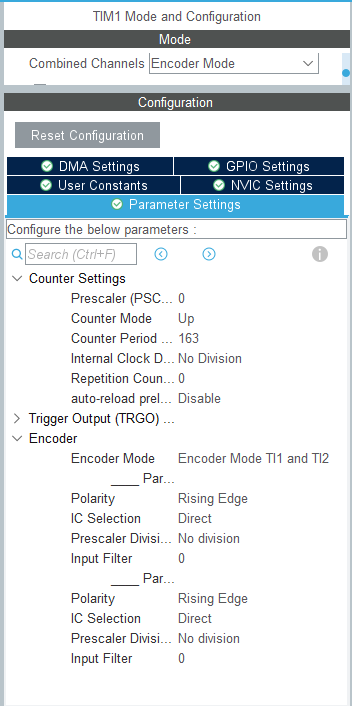 TIM1 Mode and Configuration
Mode
Combined Channels Encoder Mode
Configuration
Reset Configuration
DMA Settings GPIO Settings
User Constants NVIC Settings
Parameter Settings
Configure the below parameters :
Search (Ctrl+F)
Counter Settings
Prescaler (PSC... 0
Counter Mode Up
Counter Period ... 163
Internal Clock D... No Division
Repetition Coun... 0
auto-reload prel... Disable
Trigger Output (TRGO) ...
Encoder
Encoder Mode Encoder Mode TI1 and TI2
____ Par...
Polarity Rising Edge
IC Selection Direct
Prescaler Divisi... No division
Input Filter 0
____ Par...
Polarity Rising Edge
IC Selection Direct
Prescaler Divisi... No division
Input Filter 0